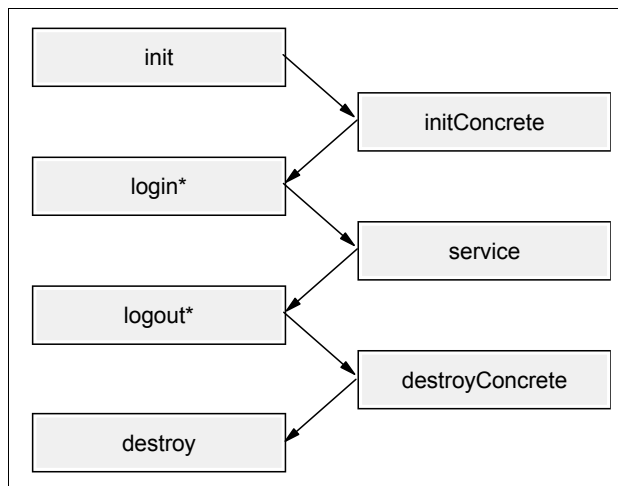 init
initConcrete
login*
service
logout*
destroyConcrete
destroy